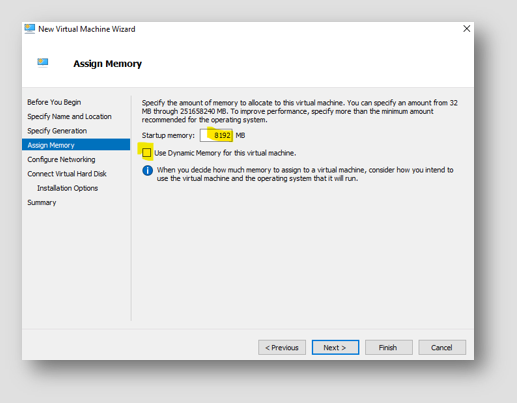 New Virtual Machine Wizard
Assign Memory
Before You Begin
Specify Name and Location
Specify Generation
Assign Memory
Configure Networking
Connect Virtual Hard Disk
Installation Options
Summary
Specify the amount of memory to allocate to this virtual machine. You can specify an amount from 32
MB through 251658240 MB. To improve performance, specify more than the minimum amount
recommended for the operating system.
Startup memory: 8192 MB
Use Dynamic Memory for this virtual machine.
When you decide how much memory to assign to a virtual machine, consider how you intend to
use the virtual machine and the operating system that it will run.
< Previous Next > Finish Cancel